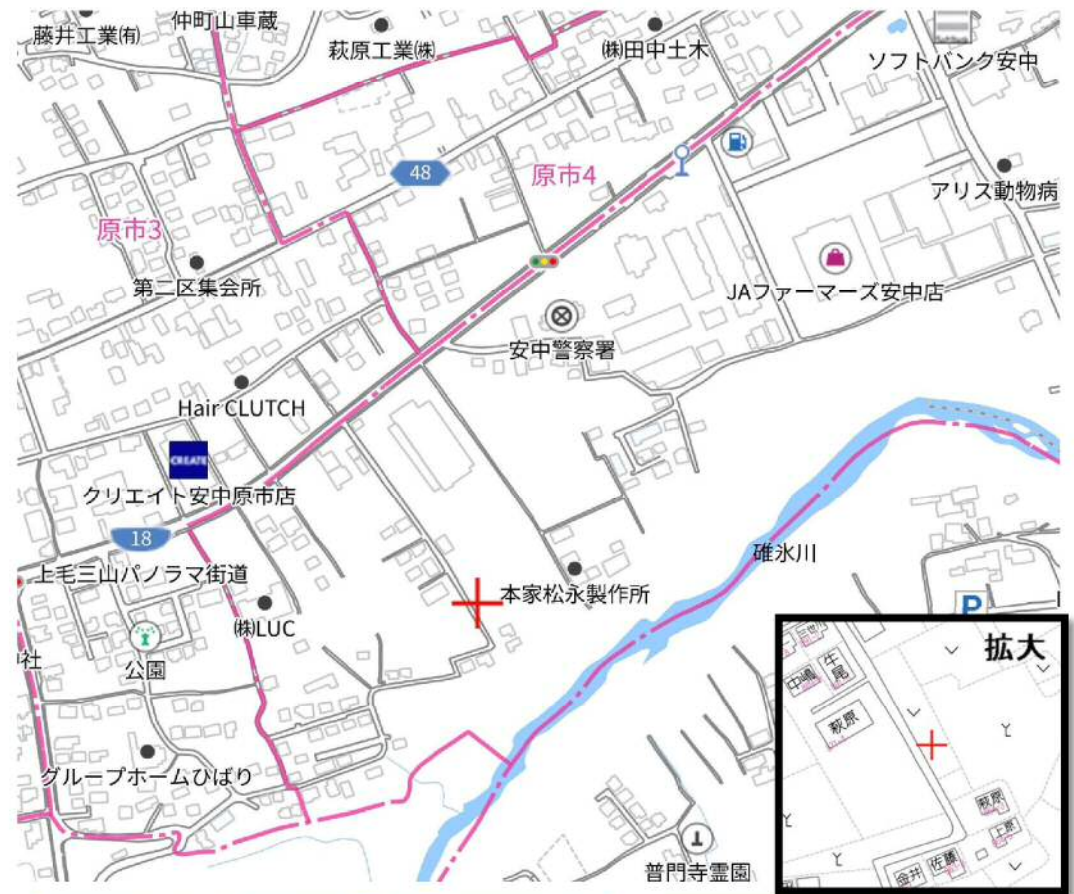 仲町山車蔵
藤井工業㈲
萩原工業㈱
㈱田中土木
ソフトバンク安中
48
原市4
アリス動物病
原市3
第二区集会所
JAファーマーズ安中店
安中警察署
Hair CLUTCH
CREATE
クリエイト安中原市店
18
碓氷川
上毛三山パノラマ街道
本家松永製作所
㈱LUC
P
社
公園
拡大
中嶋
牛尾
萩原
グループホームひばり
萩原
上原
佐藤
金井
普門寺霊園